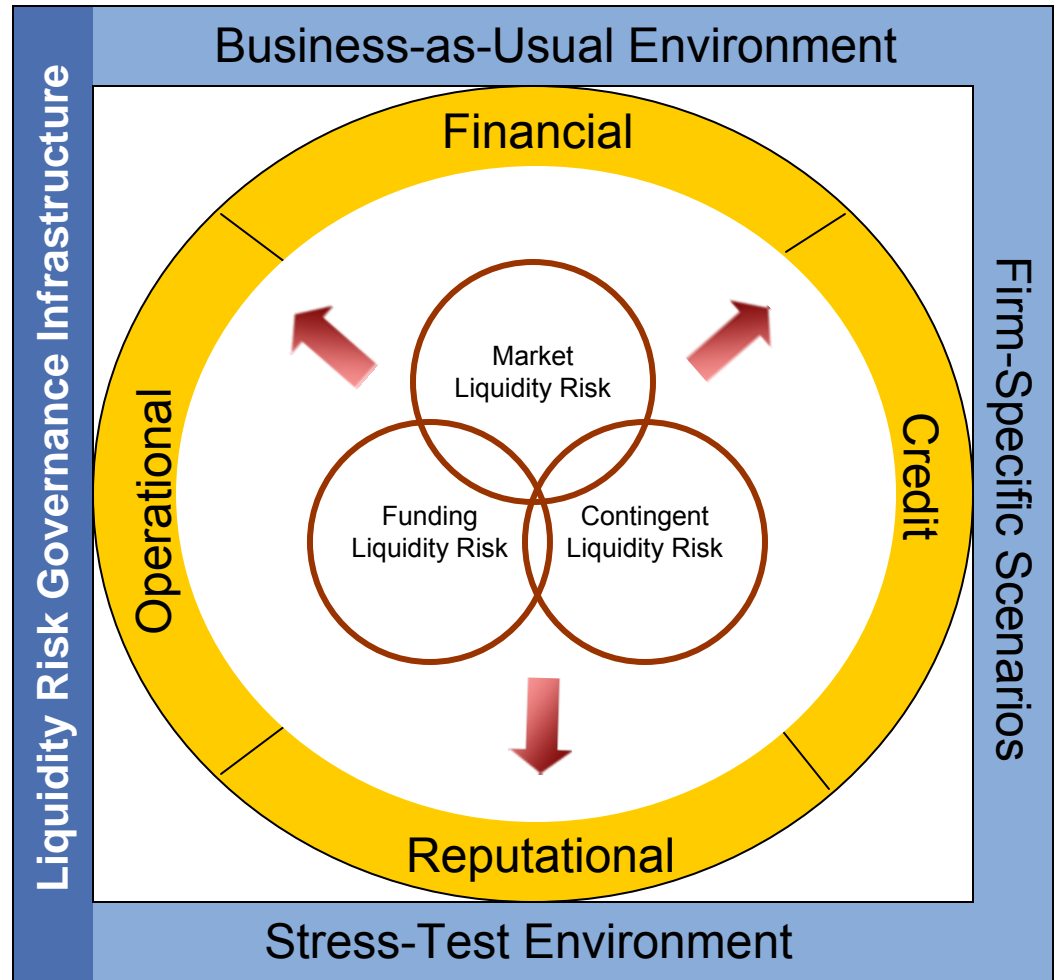 Business-as-Usual Environment
Liquidity Risk Governance Infrastructure
Financial
Market
Liquidity Risk
Operational
Funding
Liquidity Risk
Contingent
Liquidity Risk
Credit
Firm-Specific Scenarios
Reputational
Stress-Test Environment